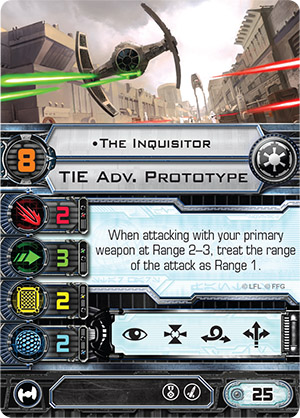 •The Inquisitor
8
TIE Adv. Prototype
2
3
2
2
When attacking with your primary
weapon at Range 2–3, treat the range
of the attack as Range 1.
©LFL ©FFG
25